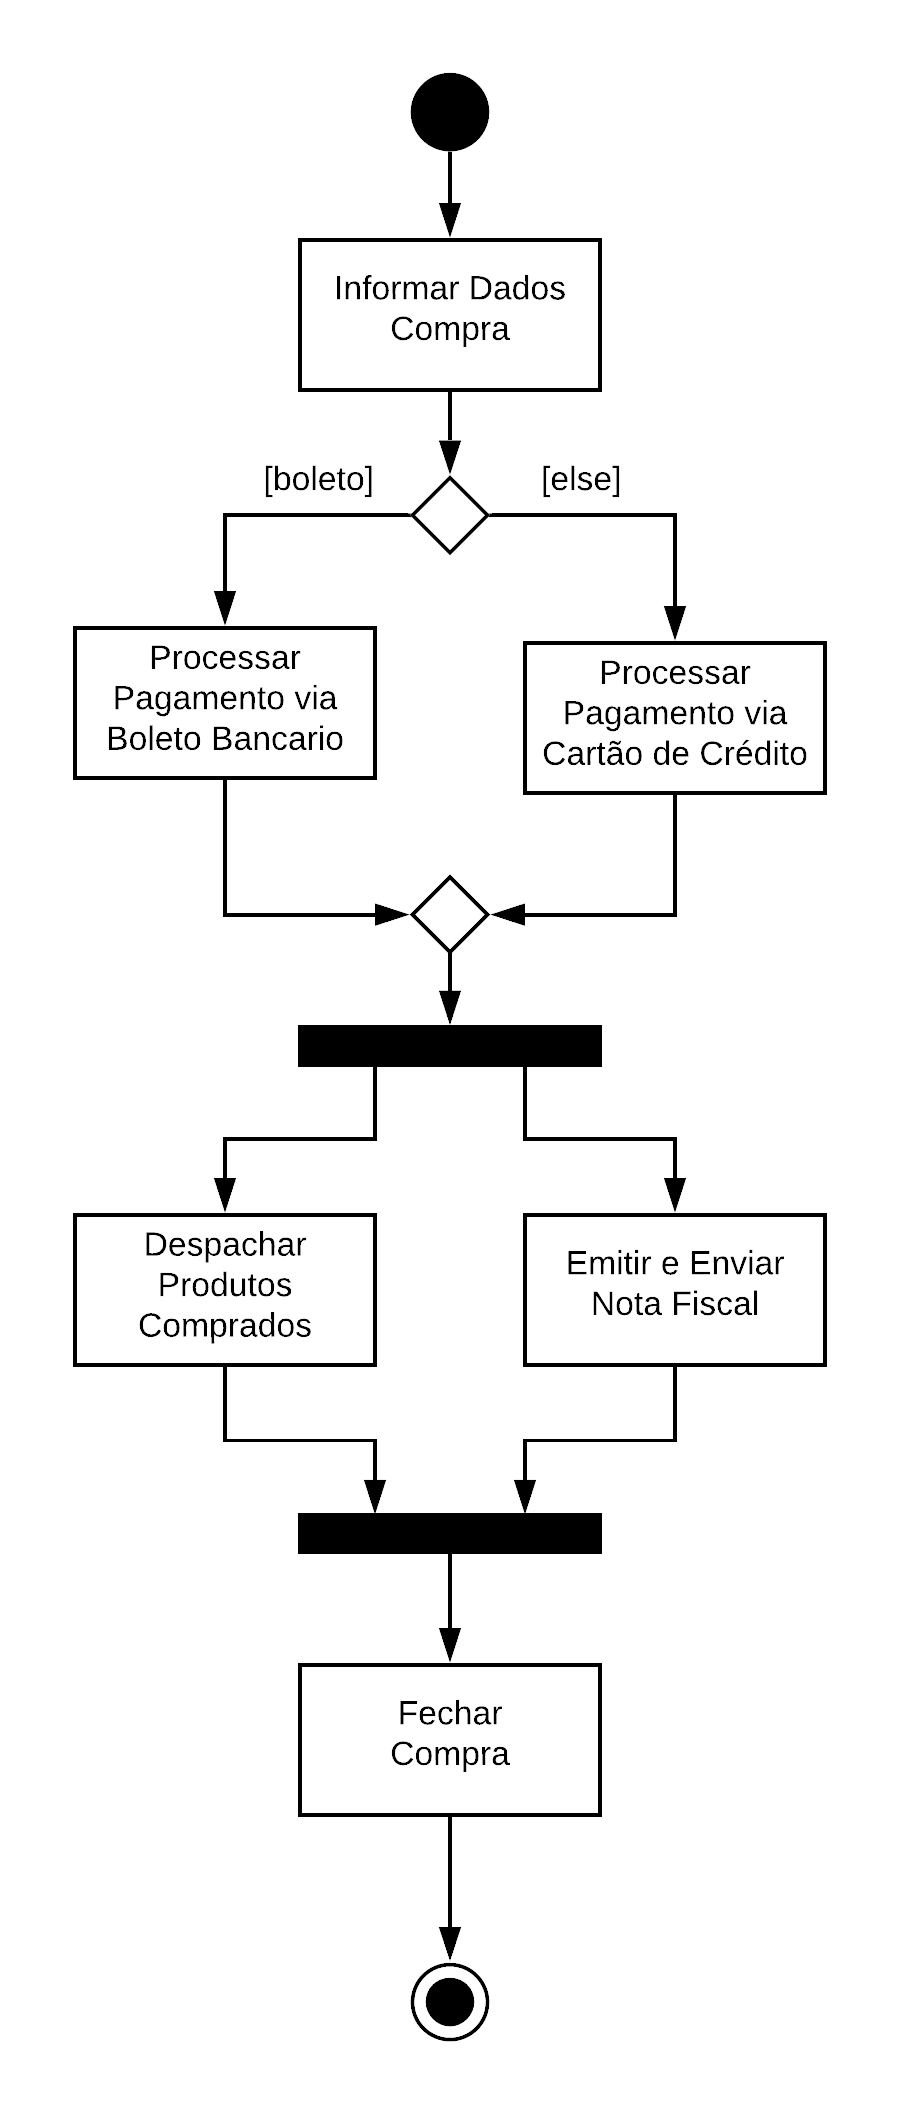 Informar Dados
Compra
[boleto]
[else]
Processar
Pagamento via
Boleto Bancario
Processar
Pagamento via
Cartão de Crédito
Despachar
Produtos
Comprados
Emitir e Enviar
Nota Fiscal
Fechar
Compra